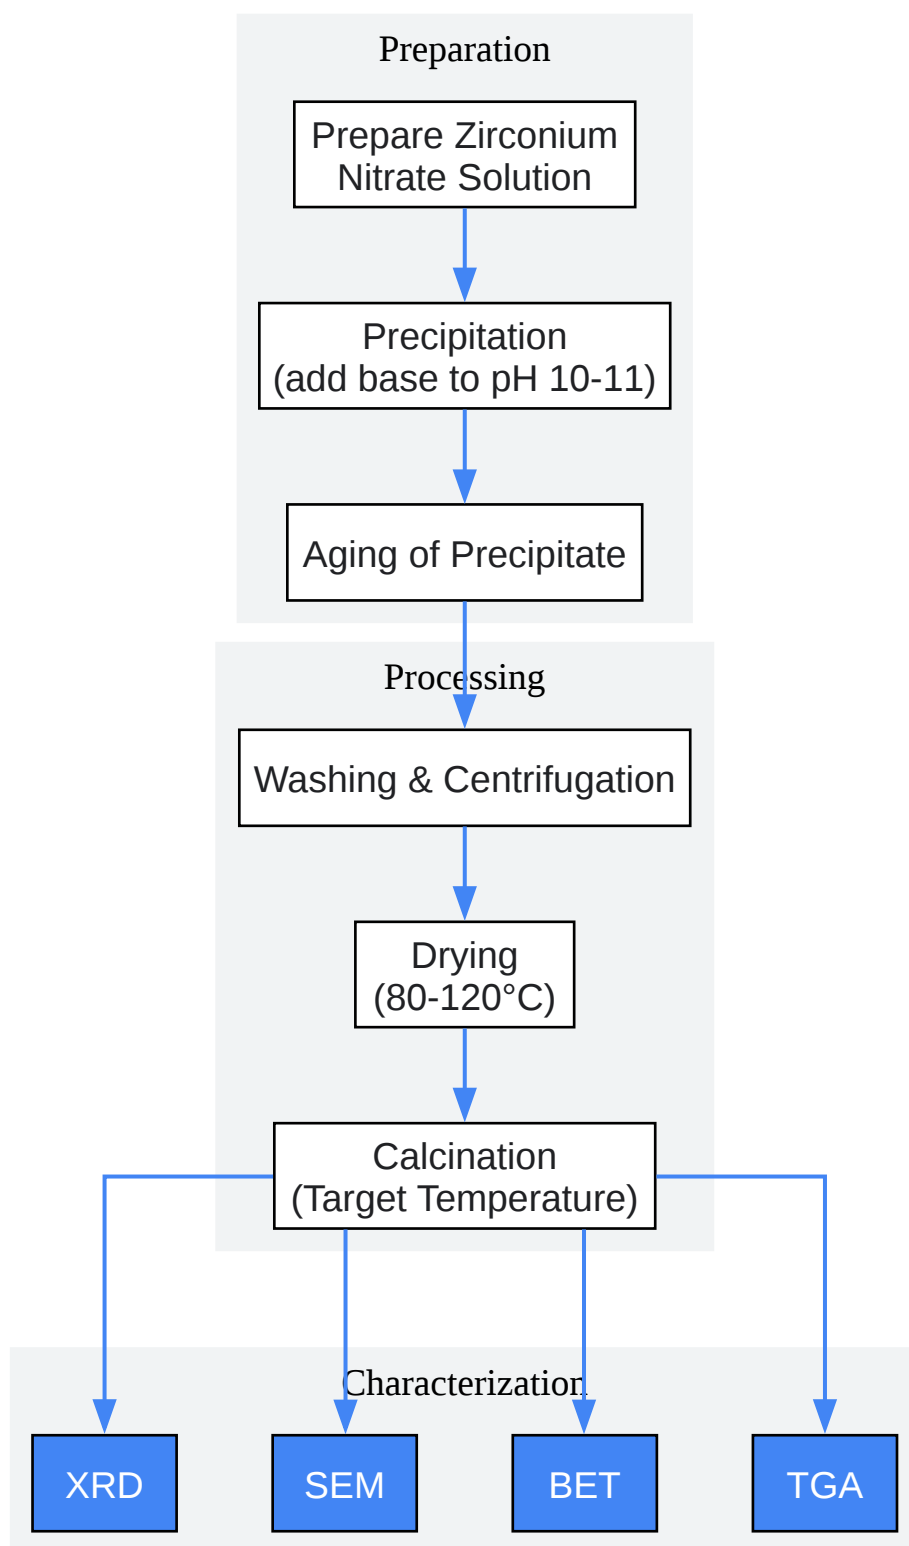 Preparation
Prepare Zirconium
Nitrate Solution
Precipitation
(add base to pH 10-11)
Aging of Precipitate
Processing
Washing & Centrifugation
Drying
(80-120°C)
Calcination
(Target Temperature)
Characterization
XRD
SEM
BET
TGA